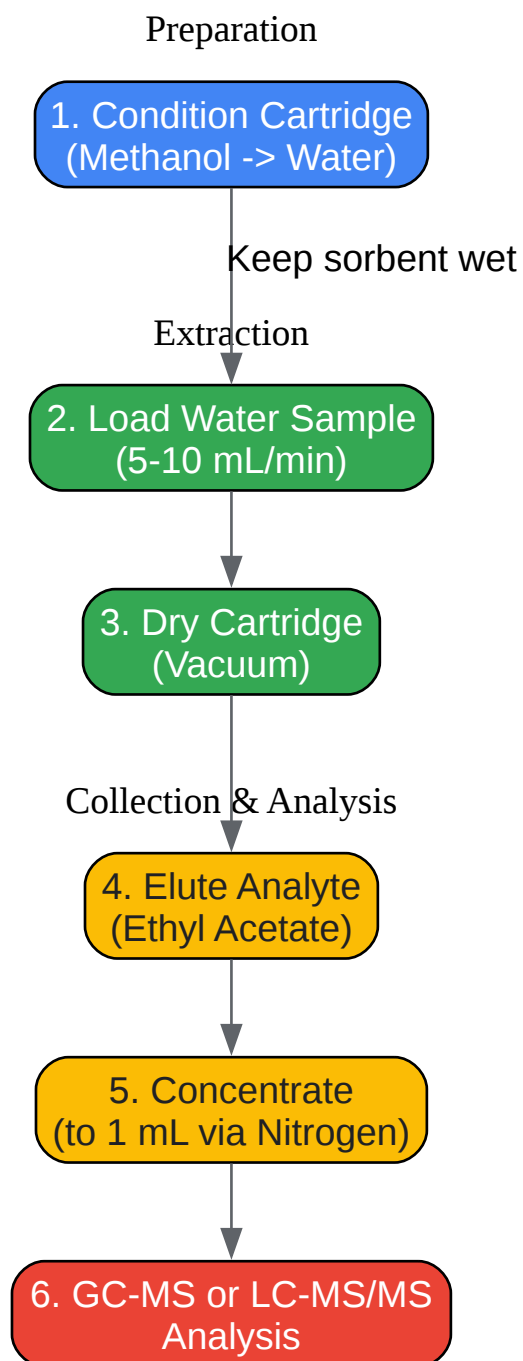 Preparation
1. Condition Cartridge
(Methanol -> Water)
Keep sorbent wet
Extraction
2. Load Water Sample
(5-10 mL/min)
3. Dry Cartridge
(Vacuum)
Collection & Analysis
4. Elute Analyte
(Ethyl Acetate)
5. Concentrate
(to 1 mL via Nitrogen)
6. GC-MS or LC-MS/MS
Analysis